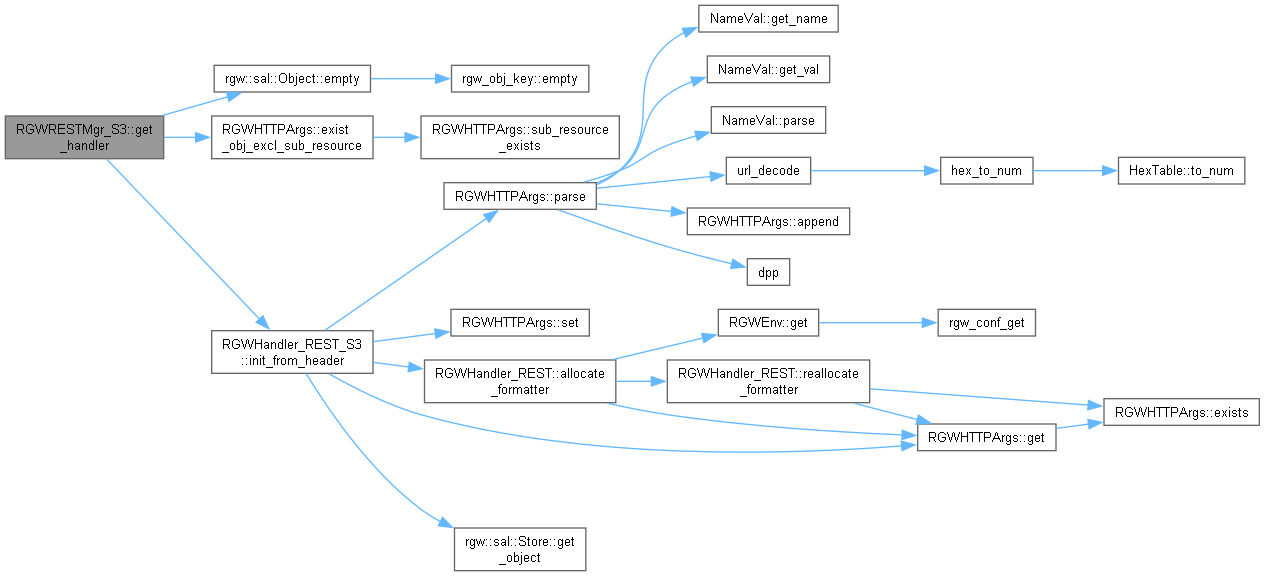 NameVal::get_name
rgw::sal::Object::empty
rgw_obj_key::empty
NameVal::get_val
RGWRESTMgr_S3::get
_handler
RGWHTTPArgs::exist
_obj_excl_sub_resource
RGWHTTPArgs::sub_resource
_exists
NameVal::parse
url_decode
hex_to_num
HexTable::to_num
RGWHTTPArgs::parse
RGWHTTPArgs::append
dpp
RGWHTTPArgs::set
RGWEnv::get
rgw_conf_get
RGWHandler_REST_S3
::init_from_header
RGWHandler_REST::allocate
_formatter
RGWHandler_REST::reallocate
_formatter
RGWHTTPArgs::exists
RGWHTTPArgs::get
rgw::sal::Store::get
_object